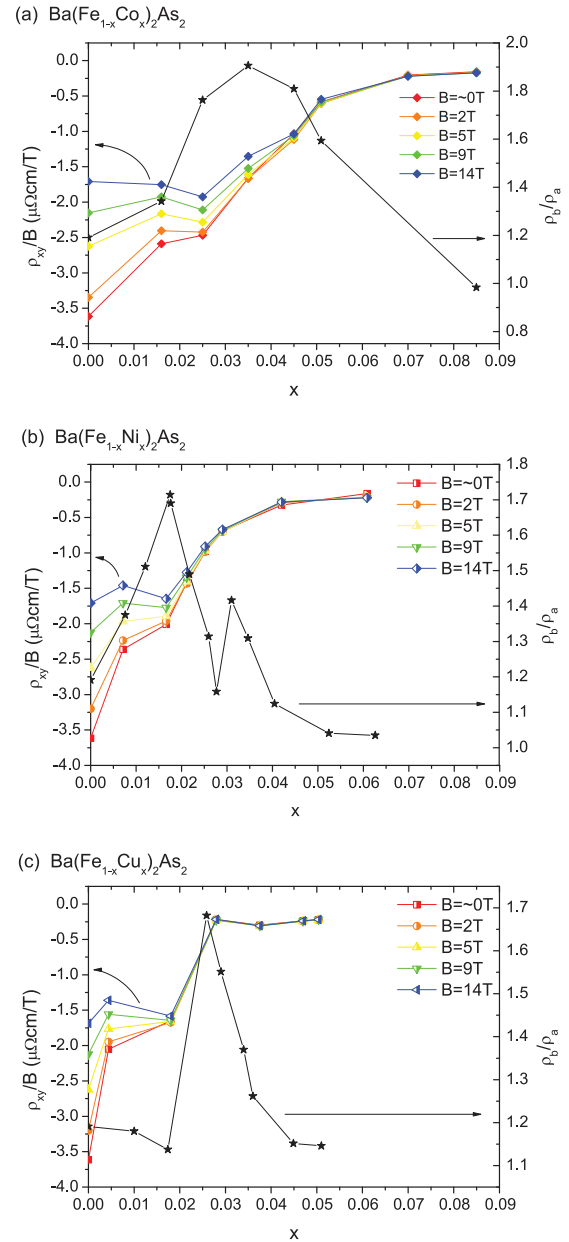 (a) Ba(Fe1-xCox)2As2
0.0
-0.5
-1.0
-1.5
-2.0
-2.5
-3.0
-3.5
-4.0
ρxy/B (μΩcm/T)
B=~0T
B=2T
B=5T
B=9T
B=14T
2.0
1.8
1.6
1.4
1.2
1.0
0.8
ρb/ρa
0.00 0.01 0.02 0.03 0.04 0.05 0.06 0.07 0.08 0.09
x
(b) Ba(Fe1-xNix)2As2
0.0
-0.5
-1.0
-1.5
-2.0
-2.5
-3.0
-3.5
-4.0
ρxy/B (μΩcm/T)
B=~0T
B=2T
B=5T
B=9T
B=14T
1.8
1.7
1.6
1.5
1.4
1.3
1.2
1.1
1.0
ρb/ρa
0.00 0.01 0.02 0.03 0.04 0.05 0.06 0.07 0.08 0.09
x
(c) Ba(Fe1-xCux)2As2
0.0
-0.5
-1.0
-1.5
-2.0
-2.5
-3.0
-3.5
-4.0
ρxy/B (μΩcm/T)
B=~0T
B=2T
B=5T
B=9T
B=14T
1.7
1.6
1.5
1.4
1.3
1.2
1.1
ρb/ρa
0.00 0.01 0.02 0.03 0.04 0.05 0.06 0.07 0.08 0.09
x